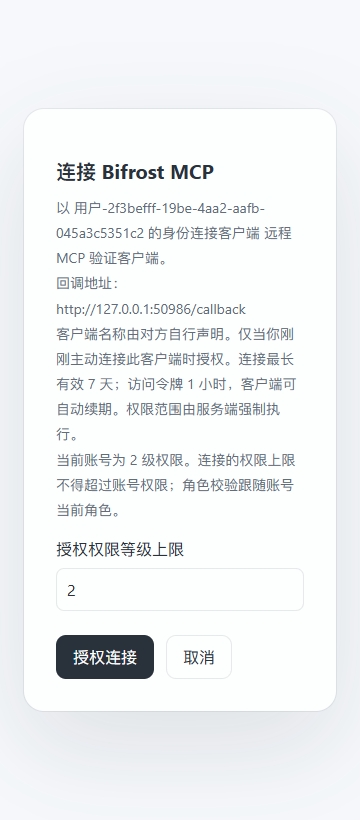 连接 Bifrost MCP
以 用户-2f3befff-19be-4aa2-aafb-
045a3c5351c2 的身份连接客户端 远程
MCP 验证客户端。
回调地址：
http://127.0.0.1:50986/callback
客户端名称由对方自行声明。仅当你刚
刚主动连接此客户端时授权。连接最长
有效 7 天；访问令牌 1 小时，客户端可
自动续期。权限范围由服务端强制执
行。
当前账号为 2 级权限。连接的权限上限
不得超过账号权限；角色校验跟随账号
当前角色。
授权权限等级上限
2
授权连接 取消